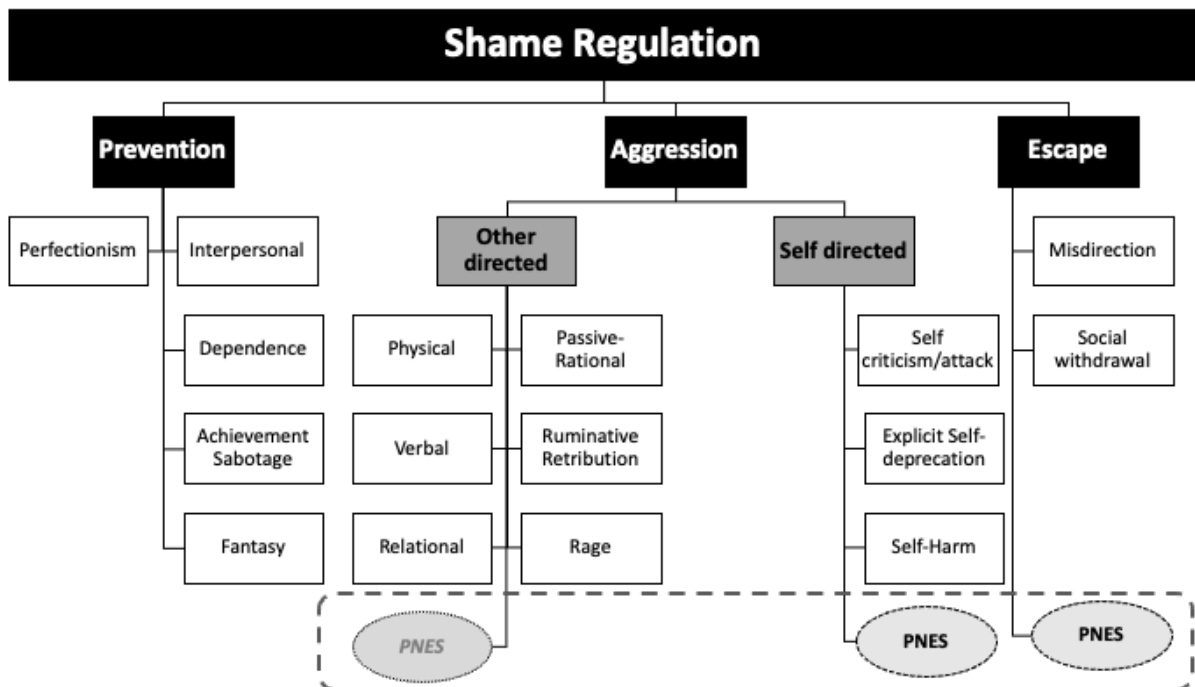 Shame Regulation
Prevention
Aggression
Escape
Perfectionism
Interpersonal
Dependence
Achievement
Sabotage
Fantasy
Other
directed
Self directed
Physical
Passive-
Rational
Verbal
Ruminative
Retribution
Relational
Rage
Self
criticism/attack
Explicit Self-
deprecation
Self-Harm
Misdirection
Social
withdrawal
PNES
PNES
PNES